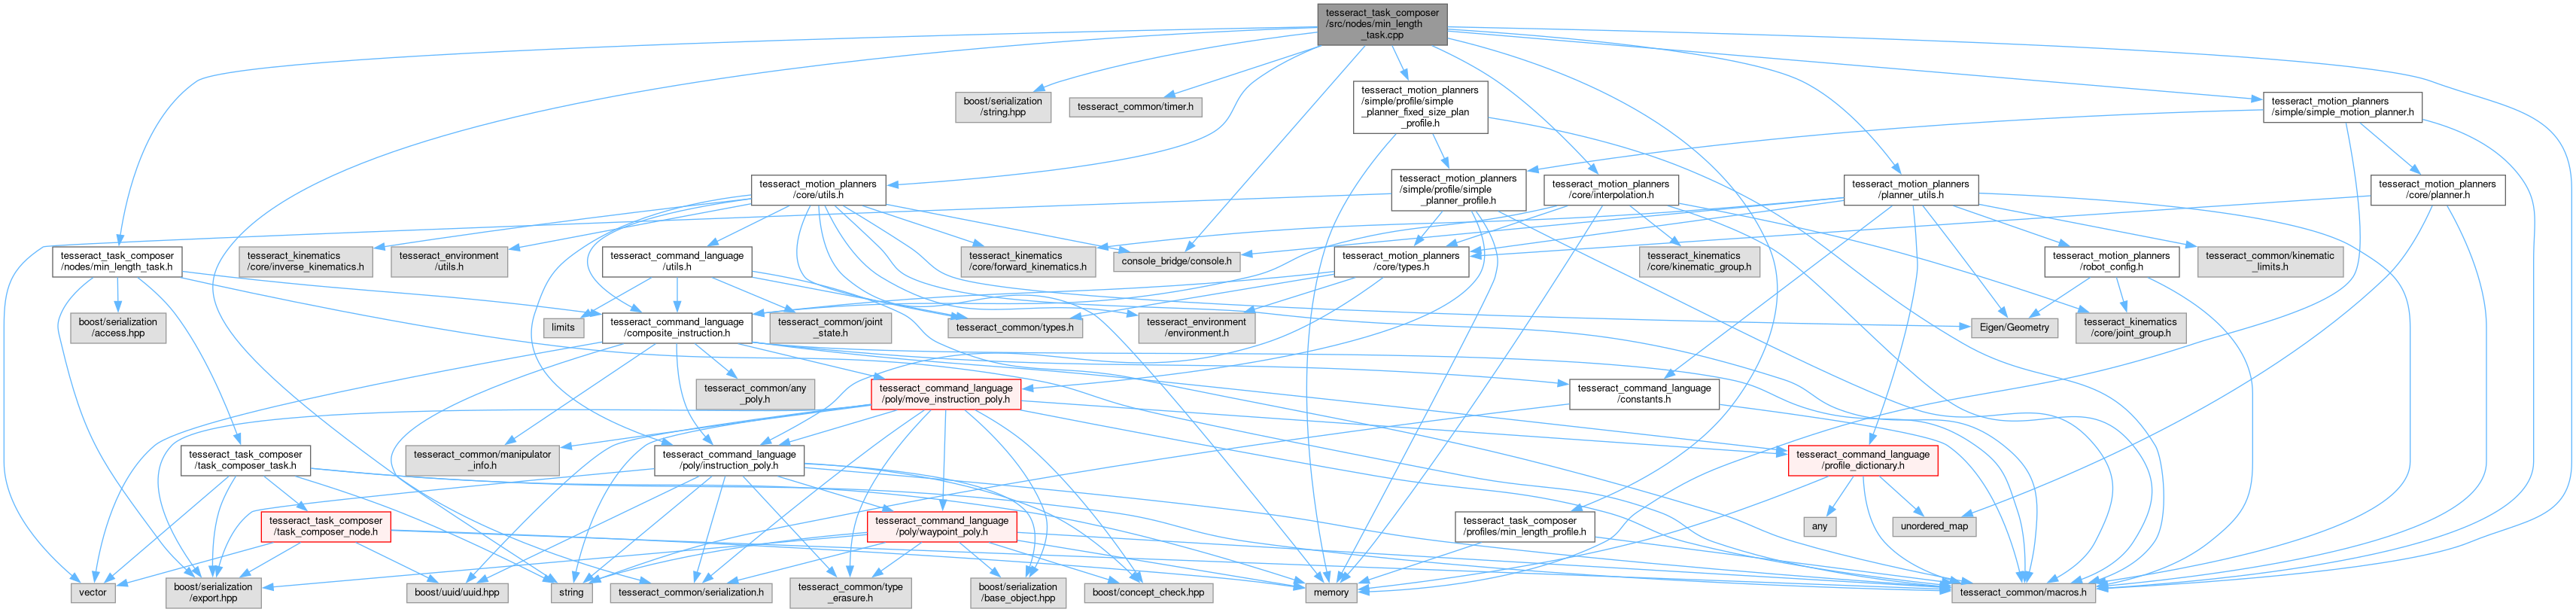 tesseract_task_composer
/src/nodes/min_length
_task.cpp
boost/serialization
/string.hpp
tesseract_common/timer.h
tesseract_motion_planners
/simple/profile/simple
_planner_fixed_size_plan
_profile.h
tesseract_motion_planners
/simple/simple_motion_planner.h
tesseract_motion_planners
/core/utils.h
tesseract_motion_planners
/simple/profile/simple
_planner_profile.h
tesseract_motion_planners
/core/interpolation.h
tesseract_motion_planners
/planner_utils.h
tesseract_motion_planners
/core/planner.h
tesseract_task_composer
/nodes/min_length_task.h
tesseract_kinematics
/core/inverse_kinematics.h
tesseract_environment
/utils.h
tesseract_command_language
/utils.h
tesseract_kinematics
/core/forward_kinematics.h
console_bridge/console.h
tesseract_motion_planners
/core/types.h
tesseract_kinematics
/core/kinematic_group.h
tesseract_motion_planners
/robot_config.h
tesseract_common/kinematic
_limits.h
boost/serialization
/access.hpp
limits
tesseract_command_language
/composite_instruction.h
tesseract_common/joint
_state.h
tesseract_common/types.h
tesseract_environment
/environment.h
Eigen/Geometry
tesseract_kinematics
/core/joint_group.h
tesseract_common/any
_poly.h
tesseract_command_language
/poly/move_instruction_poly.h
tesseract_command_language
/constants.h
tesseract_task_composer
/task_composer_task.h
tesseract_common/manipulator
_info.h
tesseract_command_language
/poly/instruction_poly.h
tesseract_command_language
/profile_dictionary.h
tesseract_task_composer
/task_composer_node.h
tesseract_command_language
/poly/waypoint_poly.h
tesseract_task_composer
/profiles/min_length_profile.h
any
unordered_map
vector
boost/serialization
/export.hpp
boost/uuid/uuid.hpp
string
tesseract_common/serialization.h
tesseract_common/type
_erasure.h
boost/serialization
/base_object.hpp
boost/concept_check.hpp
memory
tesseract_common/macros.h